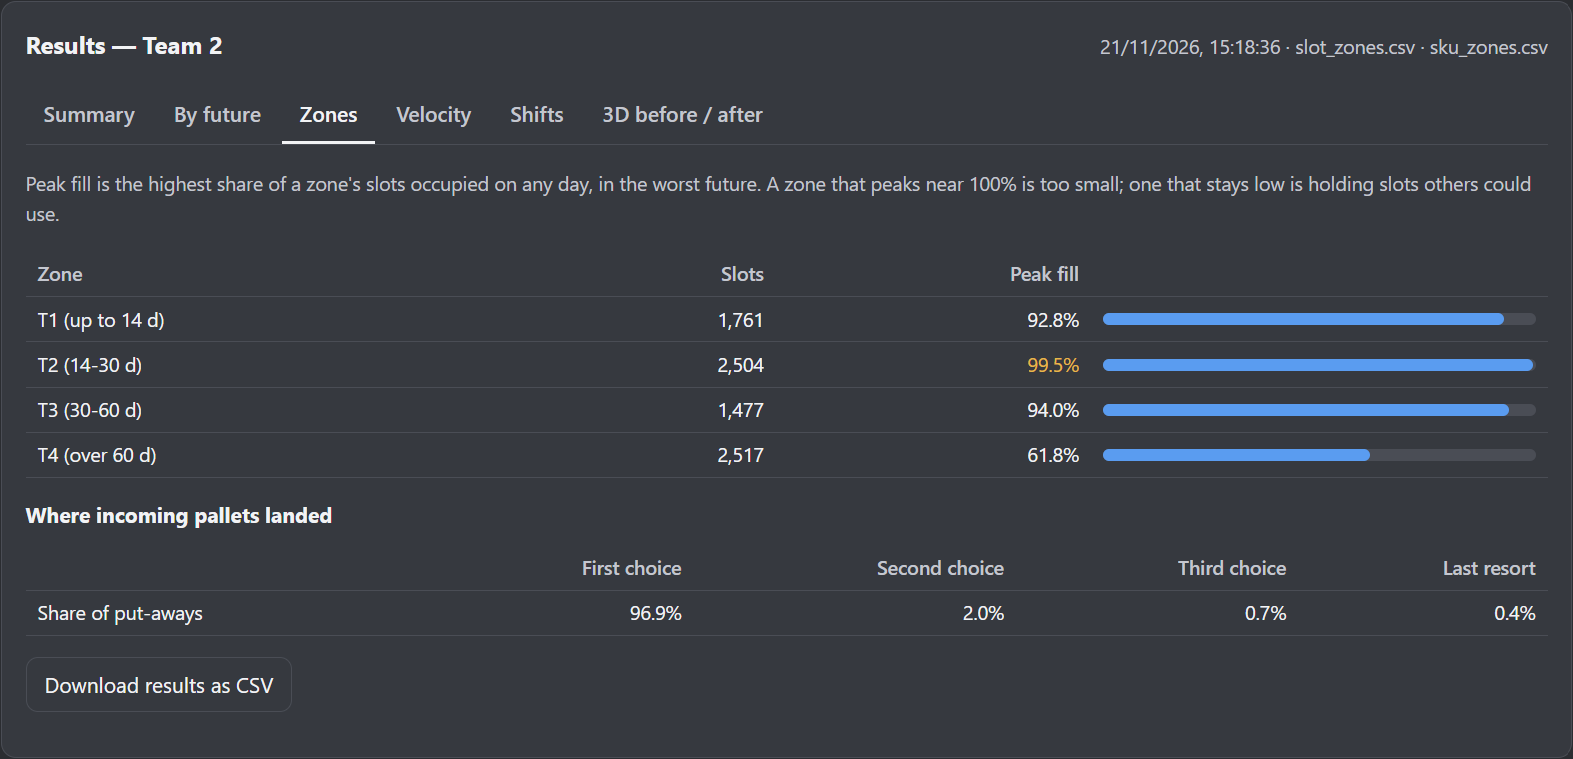 Results — Team 2
21/11/2026, 15:18:36 · slot_zones.csv · sku_zones.csv
Summary By future Zones Velocity Shifts 3D before / after
Peak fill is the highest share of a zone's slots occupied on any day, in the worst future. A zone that peaks near 100% is too small; one that stays low is holding slots others could
use.
Zone Slots Peak fill
T1 (up to 14 d) 1,761 92.8%
T2 (14-30 d) 2,504 99.5%
T3 (30-60 d) 1,477 94.0%
T4 (over 60 d) 2,517 61.8%
Where incoming pallets landed
First choice Second choice Third choice Last resort
Share of put-aways 96.9% 2.0% 0.7% 0.4%
Download results as CSV